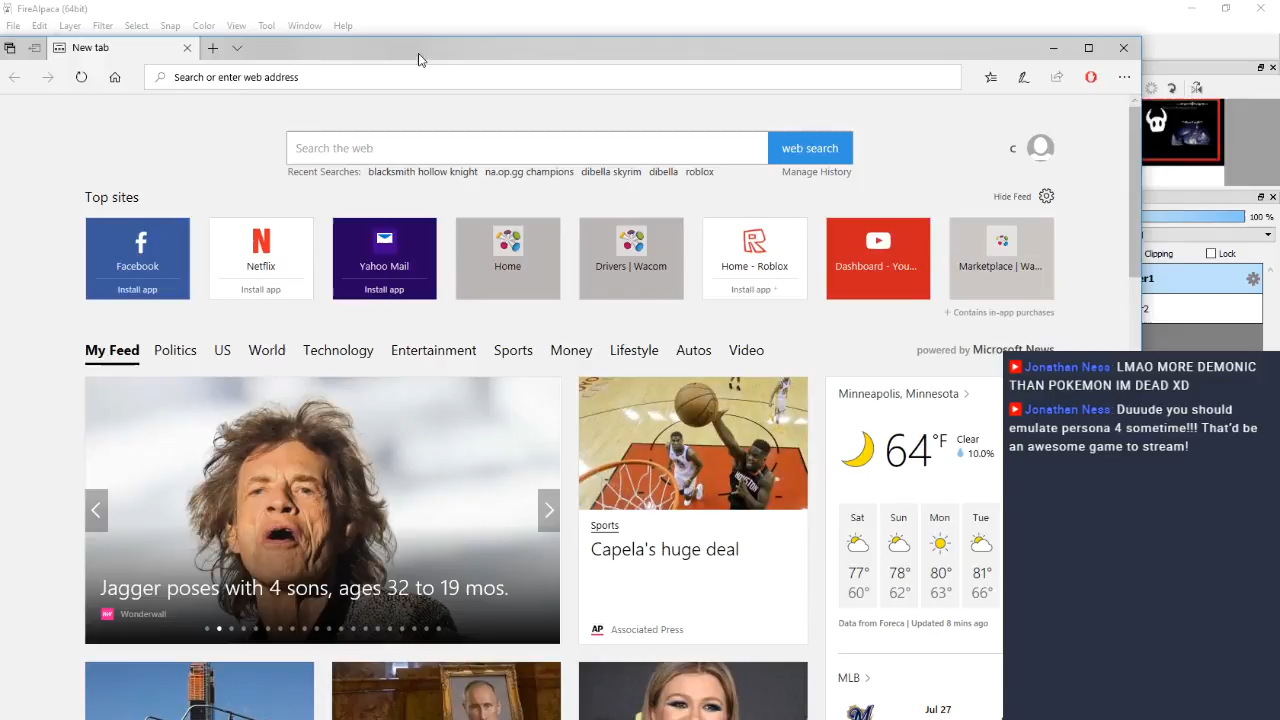 FireAlpaca (64bit)
File Edit Layer Filter Select Snap Color View Tool Window Help
New tab
Search or enter web address
Search the web
web search
C
Recent Searches: blacksmith hollow knight na.op.gg champions dibella skyrim dibella roblox Manage History
Top sites
Hide Feed
100 %
Facebook
Install app
Netflix
Install app
Yahoo Mail
Install app
Home
Drivers | Wacom
Home - Roblox
Install app +
Dashboard - You...
Marketplace | Wa...
Clipping Lock
er1
r2
+ Contains in-app purchases
My Feed Politics US World Technology Entertainment Sports Money Lifestyle Autos Video
powered by Microsoft News
Jonathan Ness: LMAO MORE DEMONIC
THAN POKEMON IM DEAD XD
Jonathan Ness: Duuude you should
emulate persona 4 sometime!!! That'd be
an awesome game to stream!
Jagger poses with 4 sons, ages 32 to 19 mos.
Wonderwall
HOUSTON
Sports
Capela's huge deal
AP Associated Press
Minneapolis, Minnesota >
64°F
Clear
10.0%
Sat Sun Mon Tue
77° 78° 80° 81°
60° 62° 63° 66°
Data from Foreca | Updated 8 mins ago
MLB >
Jul 27